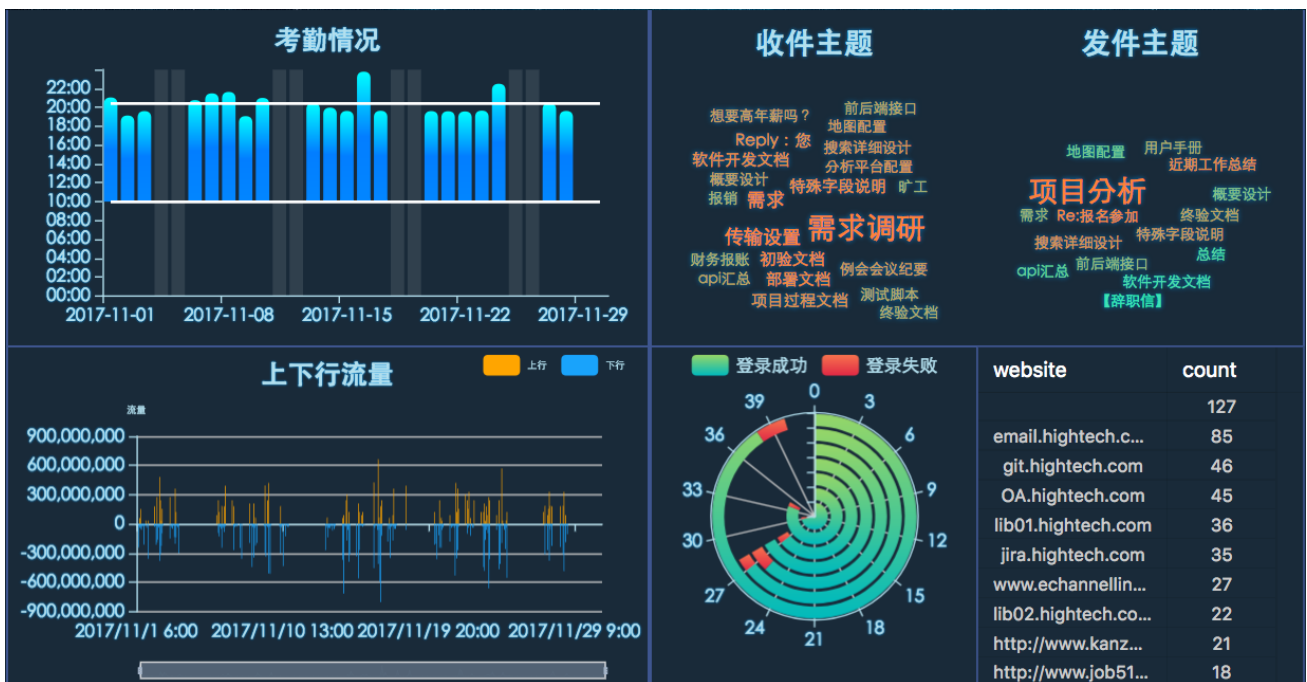 考勤情况
22:00
20:00
18:00
16:00
14:00
12:00
10:00
08:00
06:00
04:00
02:00
00:00
2017-11-01 2017-11-08 2017-11-15 2017-11-22 2017-11-29
收件主题
想要高年薪吗？ 前后端接口
地图配置
Reply：您 搜索详细设计
软件开发文档 分析平台配置
概要设计 特殊字段说明 旷工
报销 需求
传输设置 需求调研
财务报账 初验文档 例会会议纪要
api汇总 部署文档
项目过程文档 测试脚本
终验文档
发件主题
地图配置 用户手册
近期工作总结
项目分析 概要设计
需求 Re:报名参加 终验文档
搜索详细设计 特殊字段说明
总结
api汇总 前后端接口
软件开发文档
【辞职信】
上下行流量
上行 下行
流量
900,000,000
600,000,000
300,000,000
0
-300,000,000
-600,000,000
-900,000,000
2017/11/1 6:00 2017/11/10 13:00 2017/11/19 20:00 2017/11/29 9:00
登录成功 登录失败
0
3
6
9
12
15
18
21
24
27
30
33
36
39
website count
127
email.hightech.c... 85
git.hightech.com 46
OA.hightech.com 45
lib01.hightech.com 36
jira.hightech.com 35
www.echannellin... 27
lib02.hightech.co... 22
http://www.kanz... 21
http://www.job51... 18